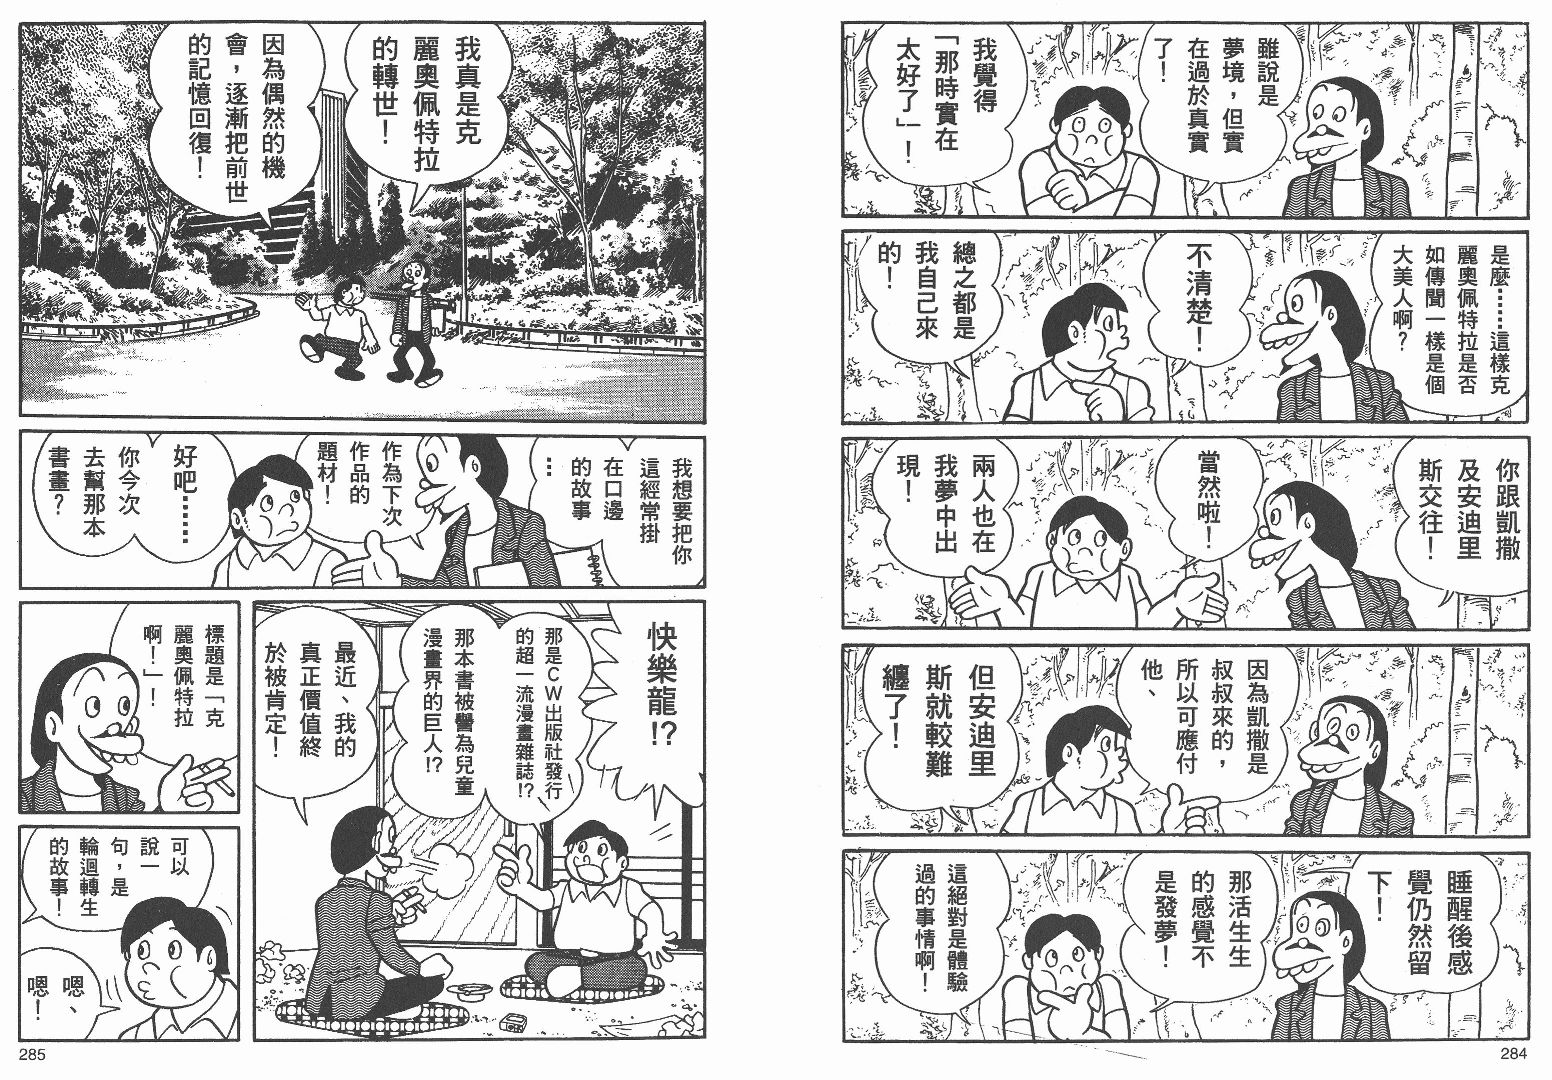 雖說是
夢境，但實
在過於真實
了！
我覺得
「那時實在
太好了」！
是麼……這樣克
麗奧佩特拉是否
如傳聞一樣是個
大美人啊？
不清楚！
總之都是
我自己來
的！
你跟凱撒
及安迪里
斯交往！
當然啦！
兩人也在
我夢中出
現！
因為凱撒是
叔叔來的，
所以可應付
他、
但安迪里
斯就較難
纏了！
睡醒後感
覺仍然留
下！
那活生生
的感覺不
是發夢！
這絕對是體驗
過的事情啊！
284
我真是克
麗奧佩特拉
的轉世！
因為偶然的機
會，逐漸把前世
的記憶回復！
我想要把你
這經常掛
在口邊
的故事
…
作為下次
作品的
題材！
好吧……
你今次
去幫那本
書畫？
快樂龍!?
那是CW出版社發行
的超一流漫畫雜誌!?
那本書被譽為兒童
漫畫界的巨人!?
最近、我的
真正價值終
於被肯定！
標題是「克
麗奧佩特拉
啊！」！
可以
說一
句，是
輪迴轉生
的故事！
嗯、
嗯！
285